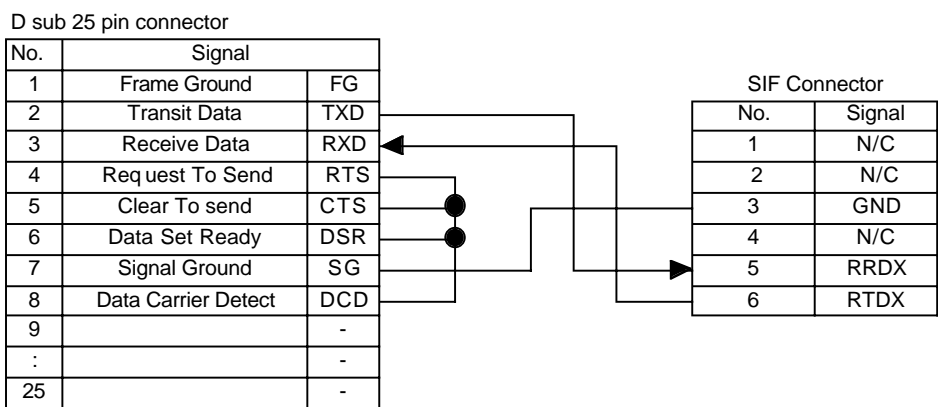 D sub 25 pin connector
No. Signal
1 Frame Ground FG
2 Transit Data TXD
3 Receive Data RXD
4 Request To Send RTS
5 Clear To send CTS
6 Data Set Ready DSR
7 Signal Ground SG
8 Data Carrier Detect DCD
9 -
: -
25 -
SIF Connector
No. Signal
1 N/C
2 N/C
3 GND
4 N/C
5 RRDX
6 RTDX